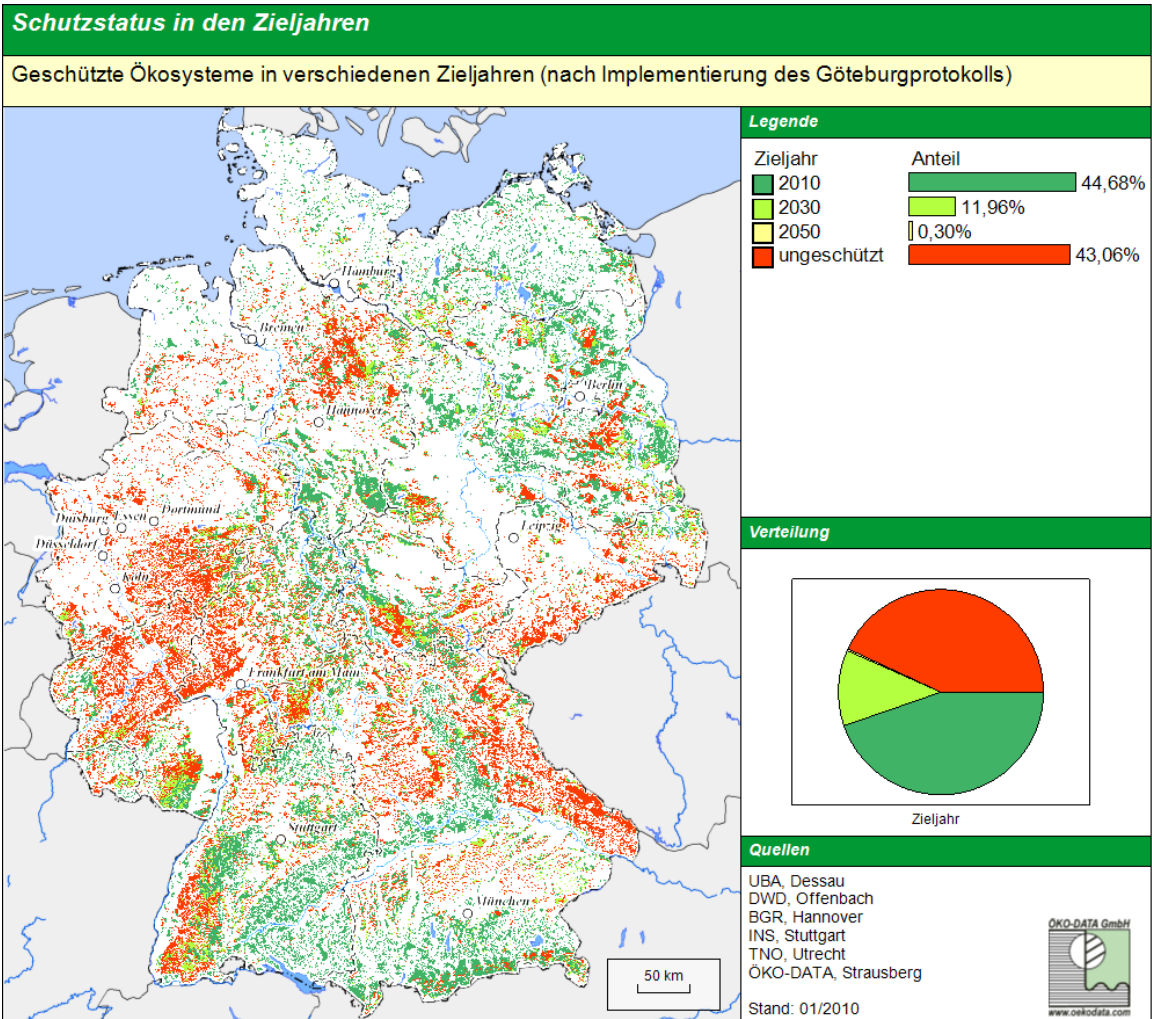 Schutzstatus in den Zieljahren
Geschützte Ökosysteme in verschiedenen Zieljahren (nach Implementierung des Göteburgprotokolls)
Hamburg
Bremen
Berlin
Hannover
Duisburg Essen Dortmund
Düsseldorf
Köln
Leipzig
Frankfurt am Main
Stuttgart
München
50 km
Legende
Zieljahr Anteil
2010 44,68%
2030 11,96%
2050 0,30%
ungeschützt 43,06%
Verteilung
Zieljahr
Quellen
UBA, Dessau
DWD, Offenbach
BGR, Hannover
INS, Stuttgart
TNO, Utrecht
ÖKO-DATA, Strausberg
Stand: 01/2010
ÖKO-DATA GmbH
www.oekodata.com